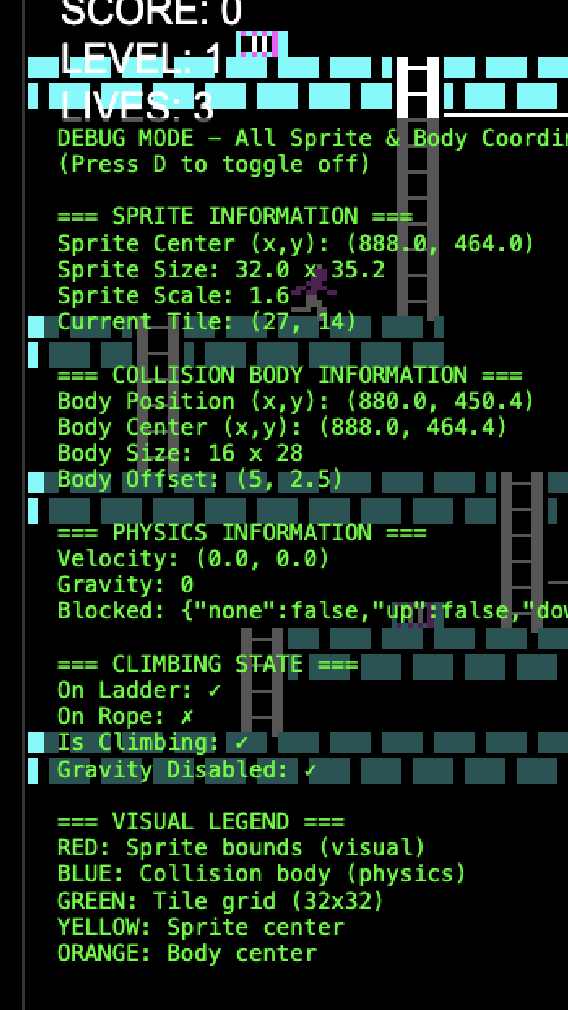 SCORE: 0
LEVEL: 1
LIVES: 3
DEBUG MODE – All Sprite & Body Coordin
(Press D to toggle off)
=== SPRITE INFORMATION ===
Sprite Center (x,y): (888.0, 464.0)
Sprite Size: 32.0 x 35.2
Sprite Scale: 1.6
Current Tile: (27, 14)
=== COLLISION BODY INFORMATION ===
Body Position (x,y): (880.0, 450.4)
Body Center (x,y): (888.0, 464.4)
Body Size: 16 x 28
Body Offset: (5, 2.5)
=== PHYSICS INFORMATION ===
Velocity: (0.0, 0.0)
Gravity: 0
Blocked: {"none":false,"up":false,"dow
=== CLIMBING STATE ===
On Ladder: ✓
On Rope: ✗
Is Climbing: ✓
Gravity Disabled: ✓
=== VISUAL LEGEND ===
RED: Sprite bounds (visual)
BLUE: Collision body (physics)
GREEN: Tile grid (32x32)
YELLOW: Sprite center
ORANGE: Body center